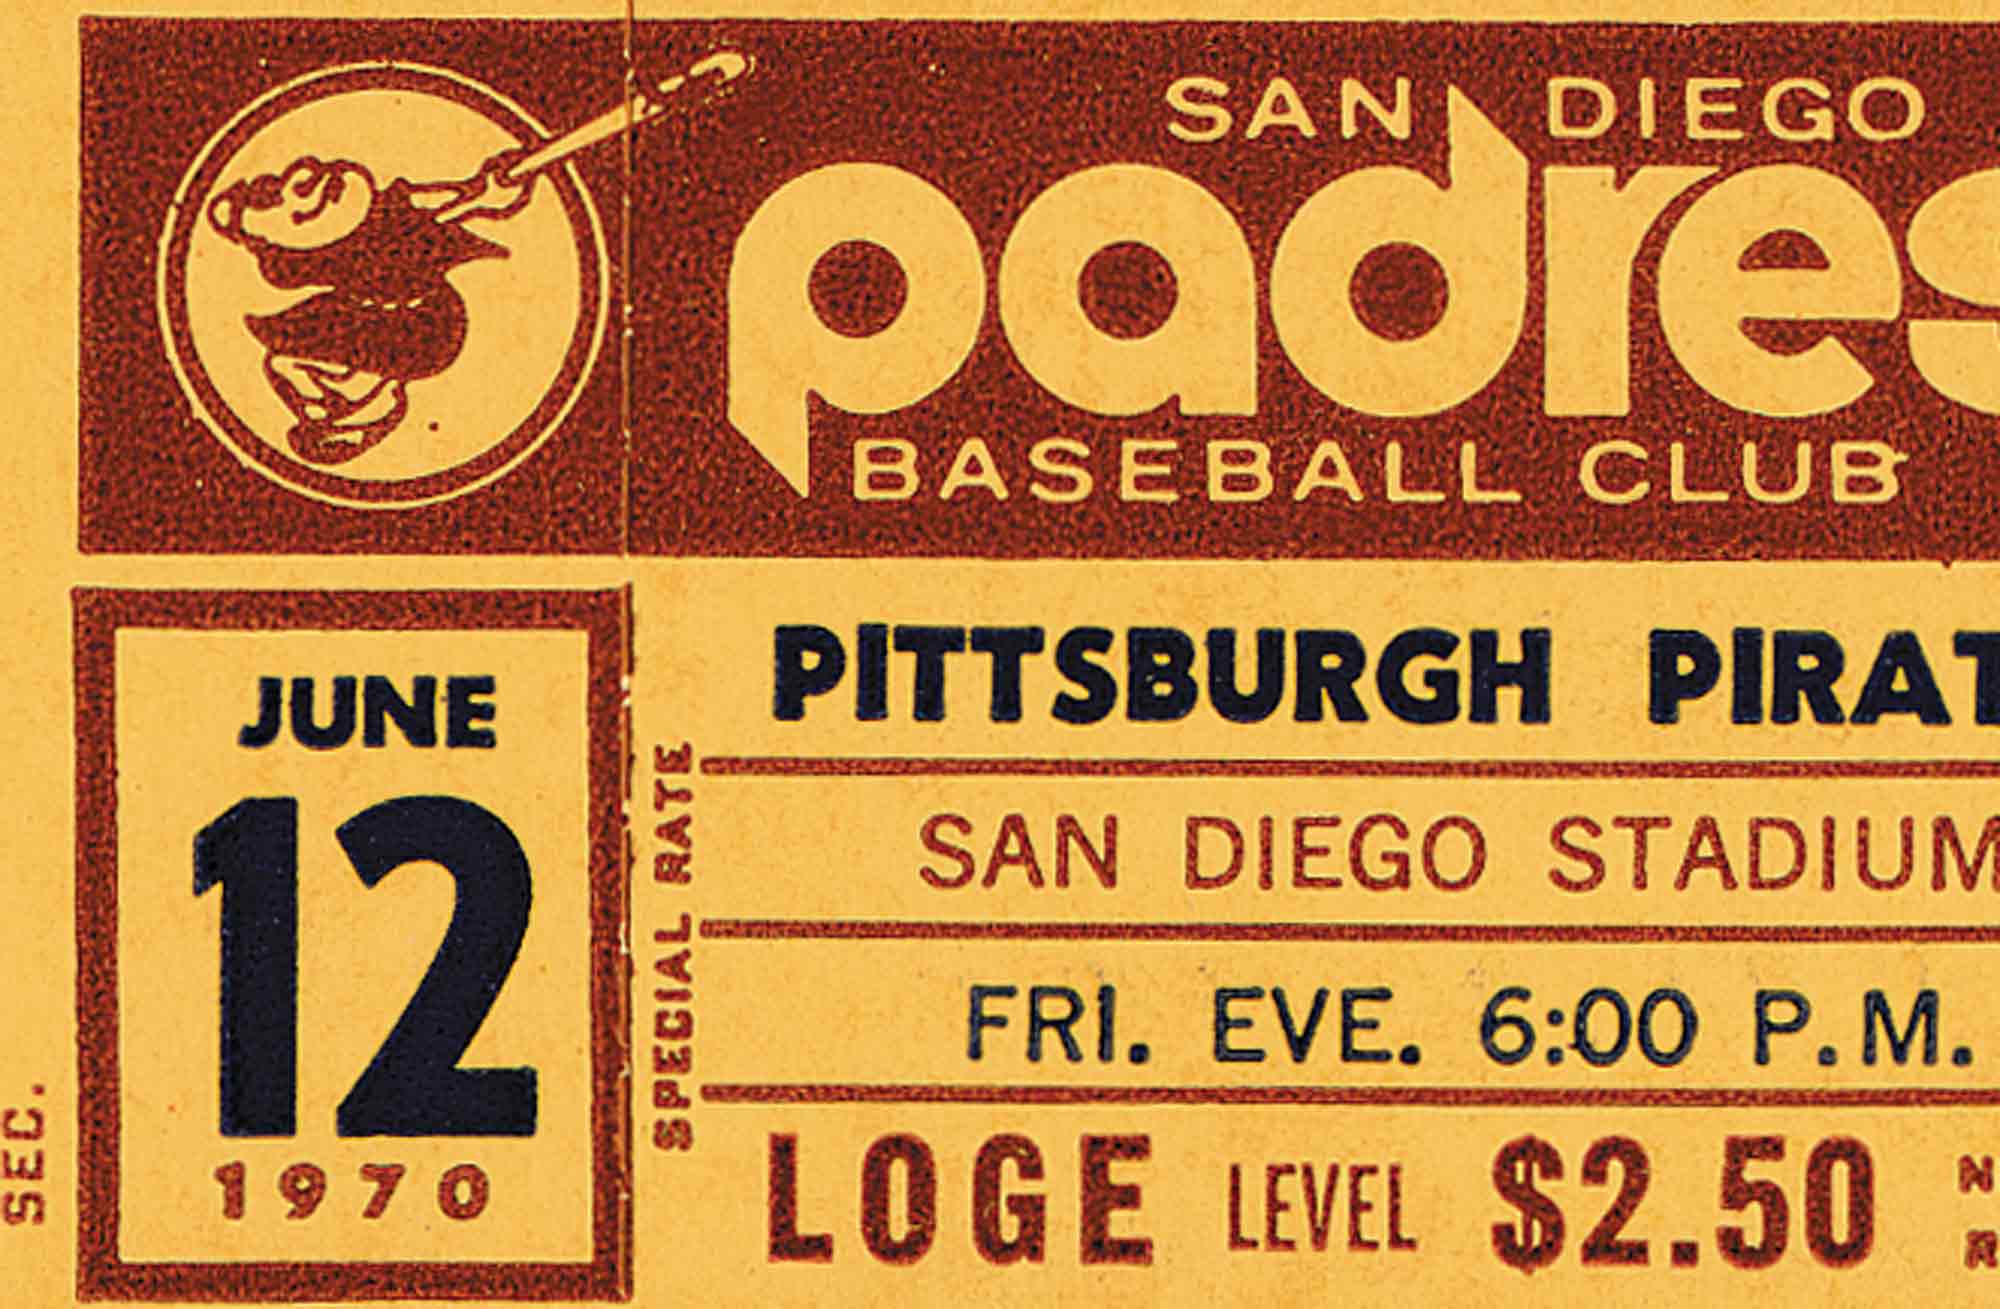 SAN DIEGO
padres
BASEBALL CLUB
JUNE
12
1970
SEC.
SPECIAL RATE
PITTSBURGH PIRAT
SAN DIEGO STADIUM
FRI. EVE. 6:00 P.M.
LOGE LEVEL $2.50